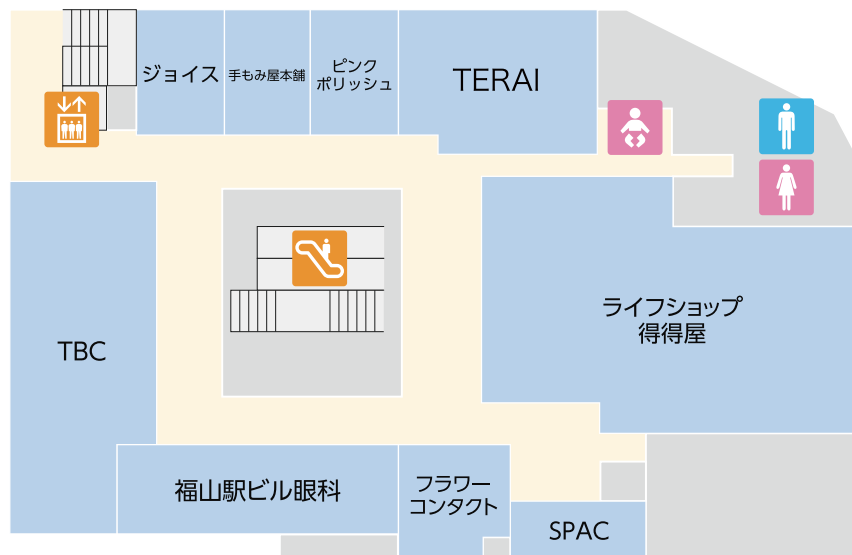 ジョイス
手もみ屋本舗
ピンク
ポリッシュ
TERAI
ライフショップ
得得屋
TBC
福山駅ビル眼科
フラワー
コンタクト
SPAC